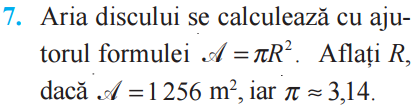 7. Aria discului se calculează cu aju-
torul formulei 𝒜 = πR². Aflați R,
dacă 𝒜 = 1 256 m², iar π ≈ 3,14.